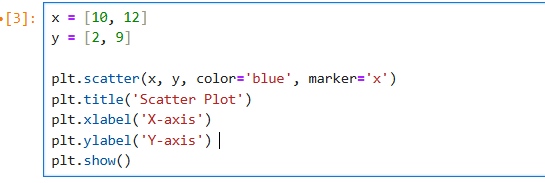 [3]: x = [10, 12]
y = [2, 9]

plt.scatter(x, y, color='blue', marker='x')
plt.title('Scatter Plot')
plt.xlabel('X-axis')
plt.ylabel('Y-axis')
plt.show()